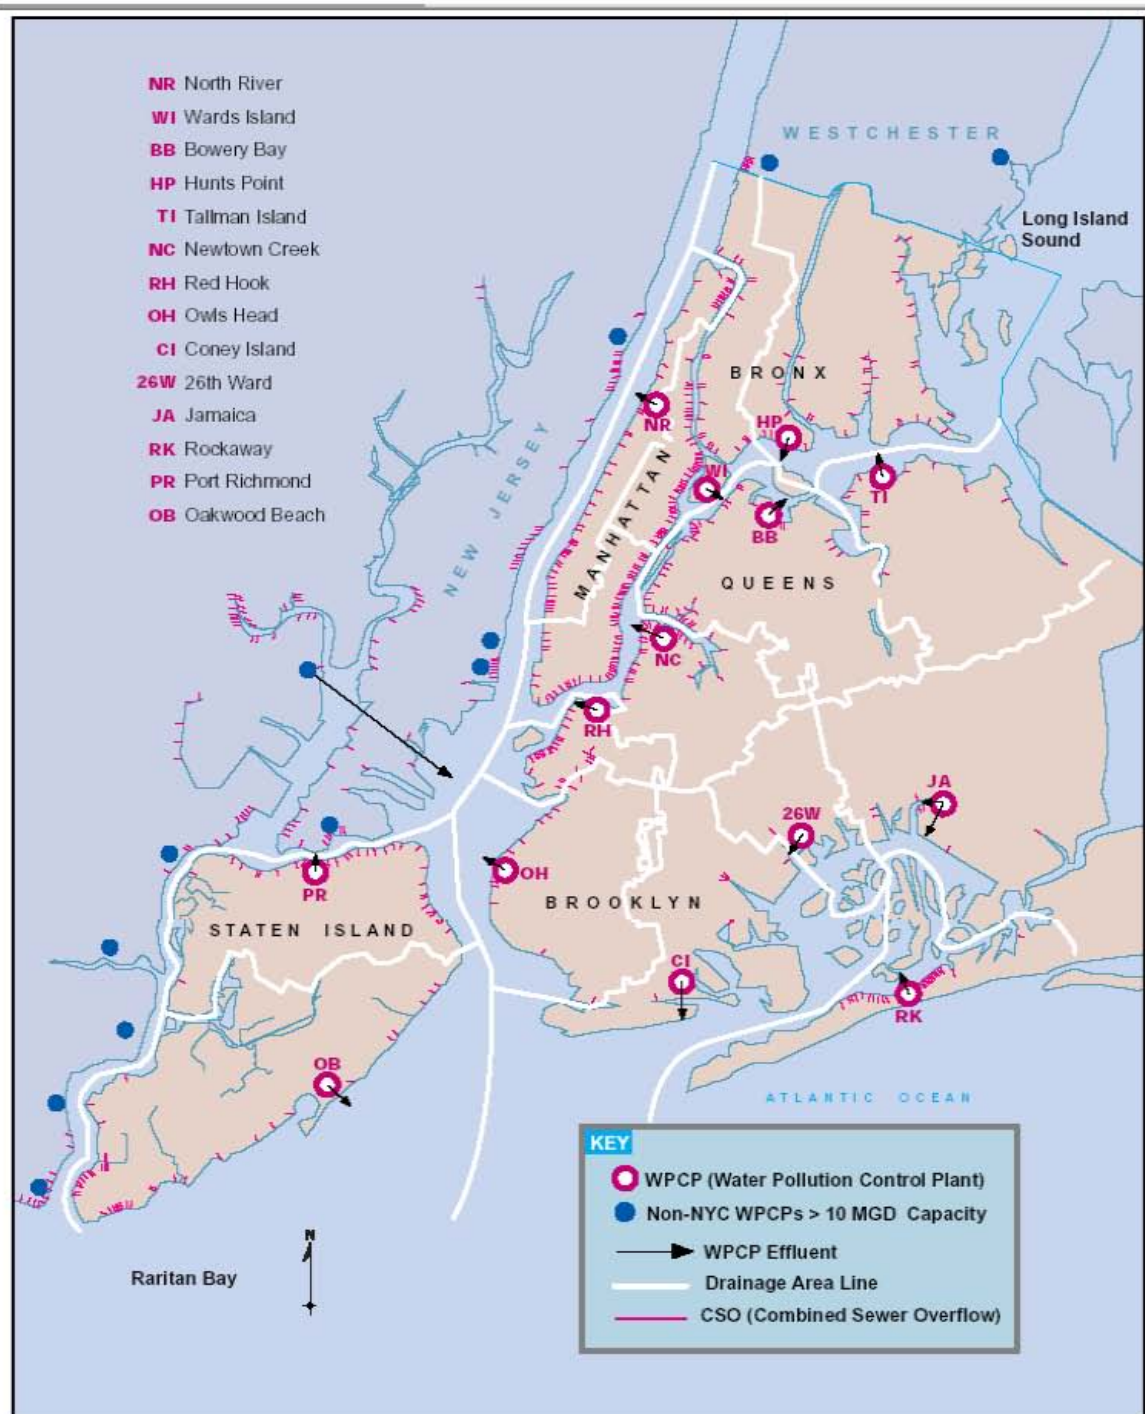 NR North River
WI Wards Island
BB Bowery Bay
HP Hunts Point
TI Tallman Island
NC Newtown Creek
RH Red Hook
OH Owls Head
CI Coney Island
26W 26th Ward
JA Jamaica
RK Rockaway
PR Port Richmond
OB Oakwood Beach
WESTCHESTER
Long Island
Sound
BRONX
NR
HP
WI
TI
BB
MANHATTAN
NEW JERSEY
QUEENS
NC
RH
JA
26W
OH
PR
BROOKLYN
STATEN ISLAND
CI
RK
OB
ATLANTIC OCEAN
KEY
WPCP (Water Pollution Control Plant)
Non-NYC WPCPs > 10 MGD Capacity
WPCP Effluent
Drainage Area Line
CSO (Combined Sewer Overflow)
N
Raritan Bay